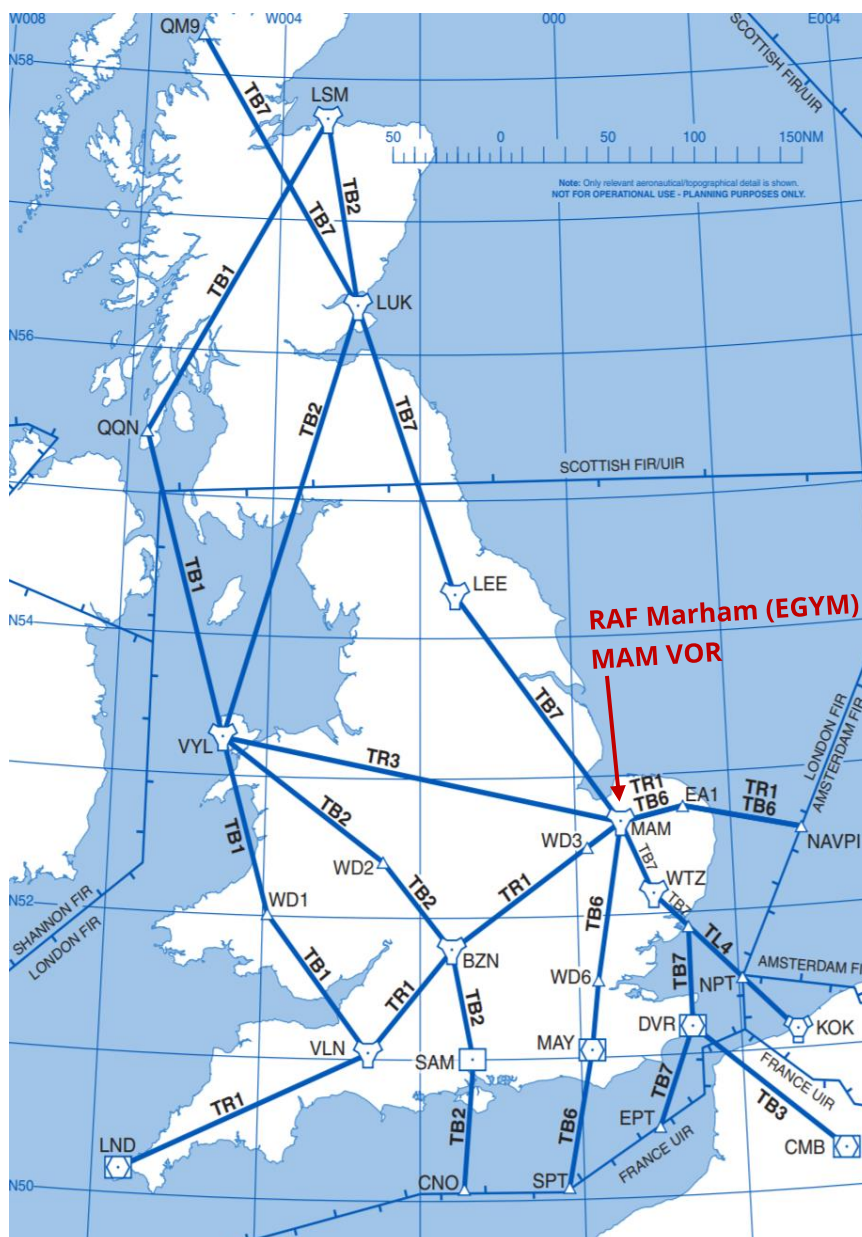 W008
W004
000
E004
QM9
N58
SCOTTISH FIR/UIR
TB7
LSM
50
0
50
100
150NM
Note: Only relevant aeronautical/topographical detail is shown.
NOT FOR OPERATIONAL USE - PLANNING PURPOSES ONLY.
TB2
TB7
TB1
LUK
N56
TB2
TB7
QQN
SCOTTISH FIR/UIR
TB1
LEE
RAF Marham (EGYM)
MAM VOR
N54
TB7
LONDON FIR
AMSTERDAM FIR
VYL
TR3
TR1
TB6
EA1
TR1
TB6
MAM
NAVPI
TB2
WD3
TB7
TB1
WD2
WTZ
TR1
TB7
N52
WD1
TB2
TB6
TL4
SHANNON FIR
LONDON FIR
BZN
AMSTERDAM FI
WD6
NPT
TB1
TR1
TB2
TB7
DVR
KOK
VLN
SAM
MAY
TR1
TB7
FRANCE UIR
TB2
TB6
TB3
EPT
LND
FRANCE UIR
CMB
N50
CNO
SPT